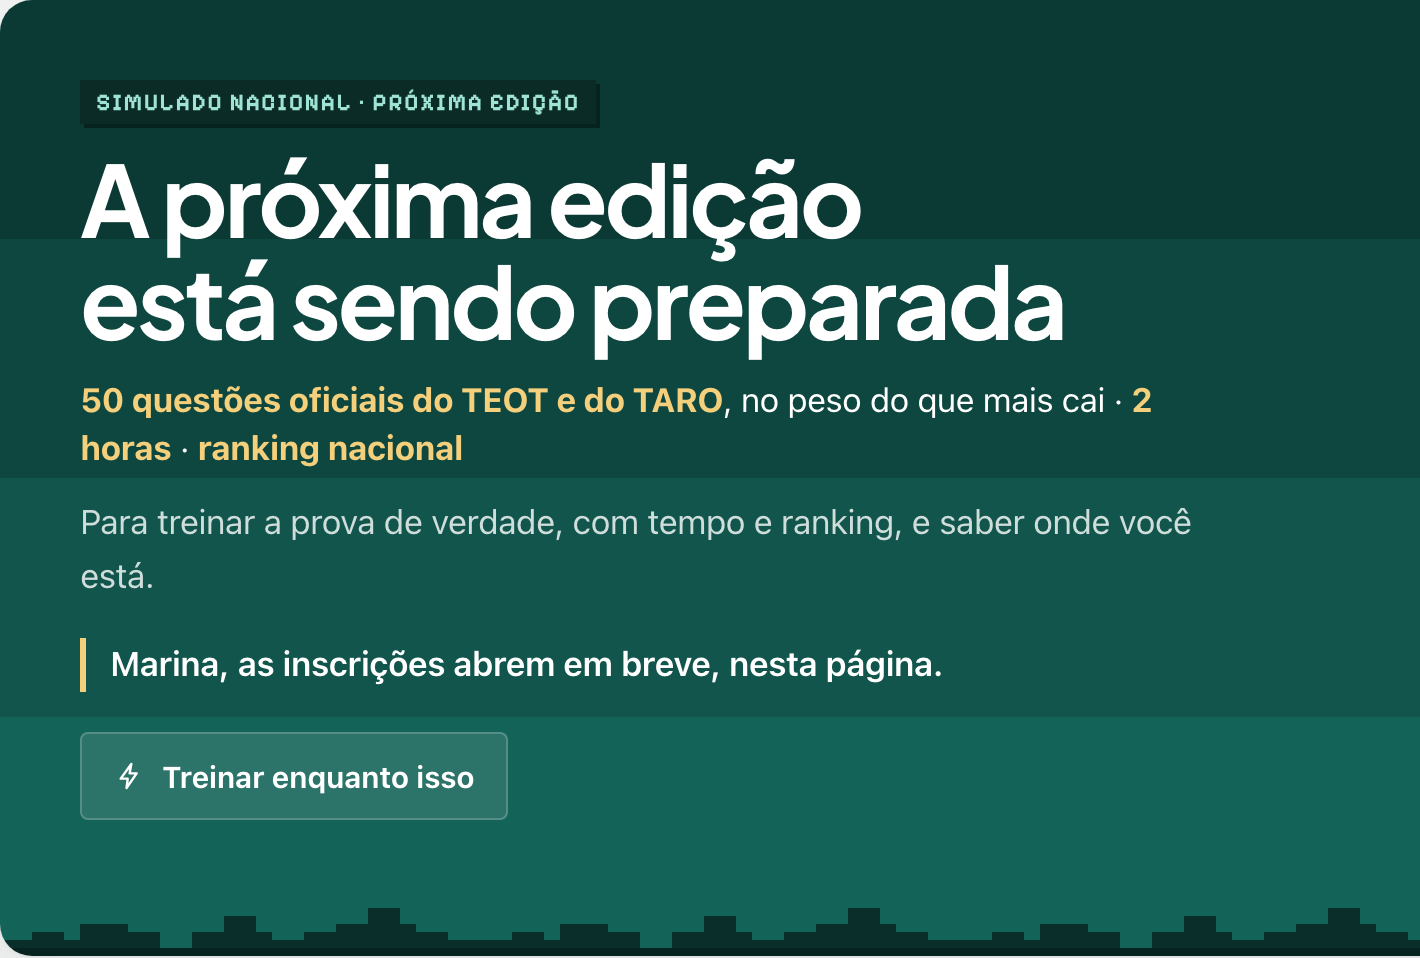 SIMULADO NACIONAL · PRÓXIMA EDIÇÃO
A próxima edição
está sendo preparada
50 questões oficiais do TEOT e do TARO, no peso do que mais cai · 2
horas · ranking nacional
Para treinar a prova de verdade, com tempo e ranking, e saber onde você
está.
Marina, as inscrições abrem em breve, nesta página.
Treinar enquanto isso